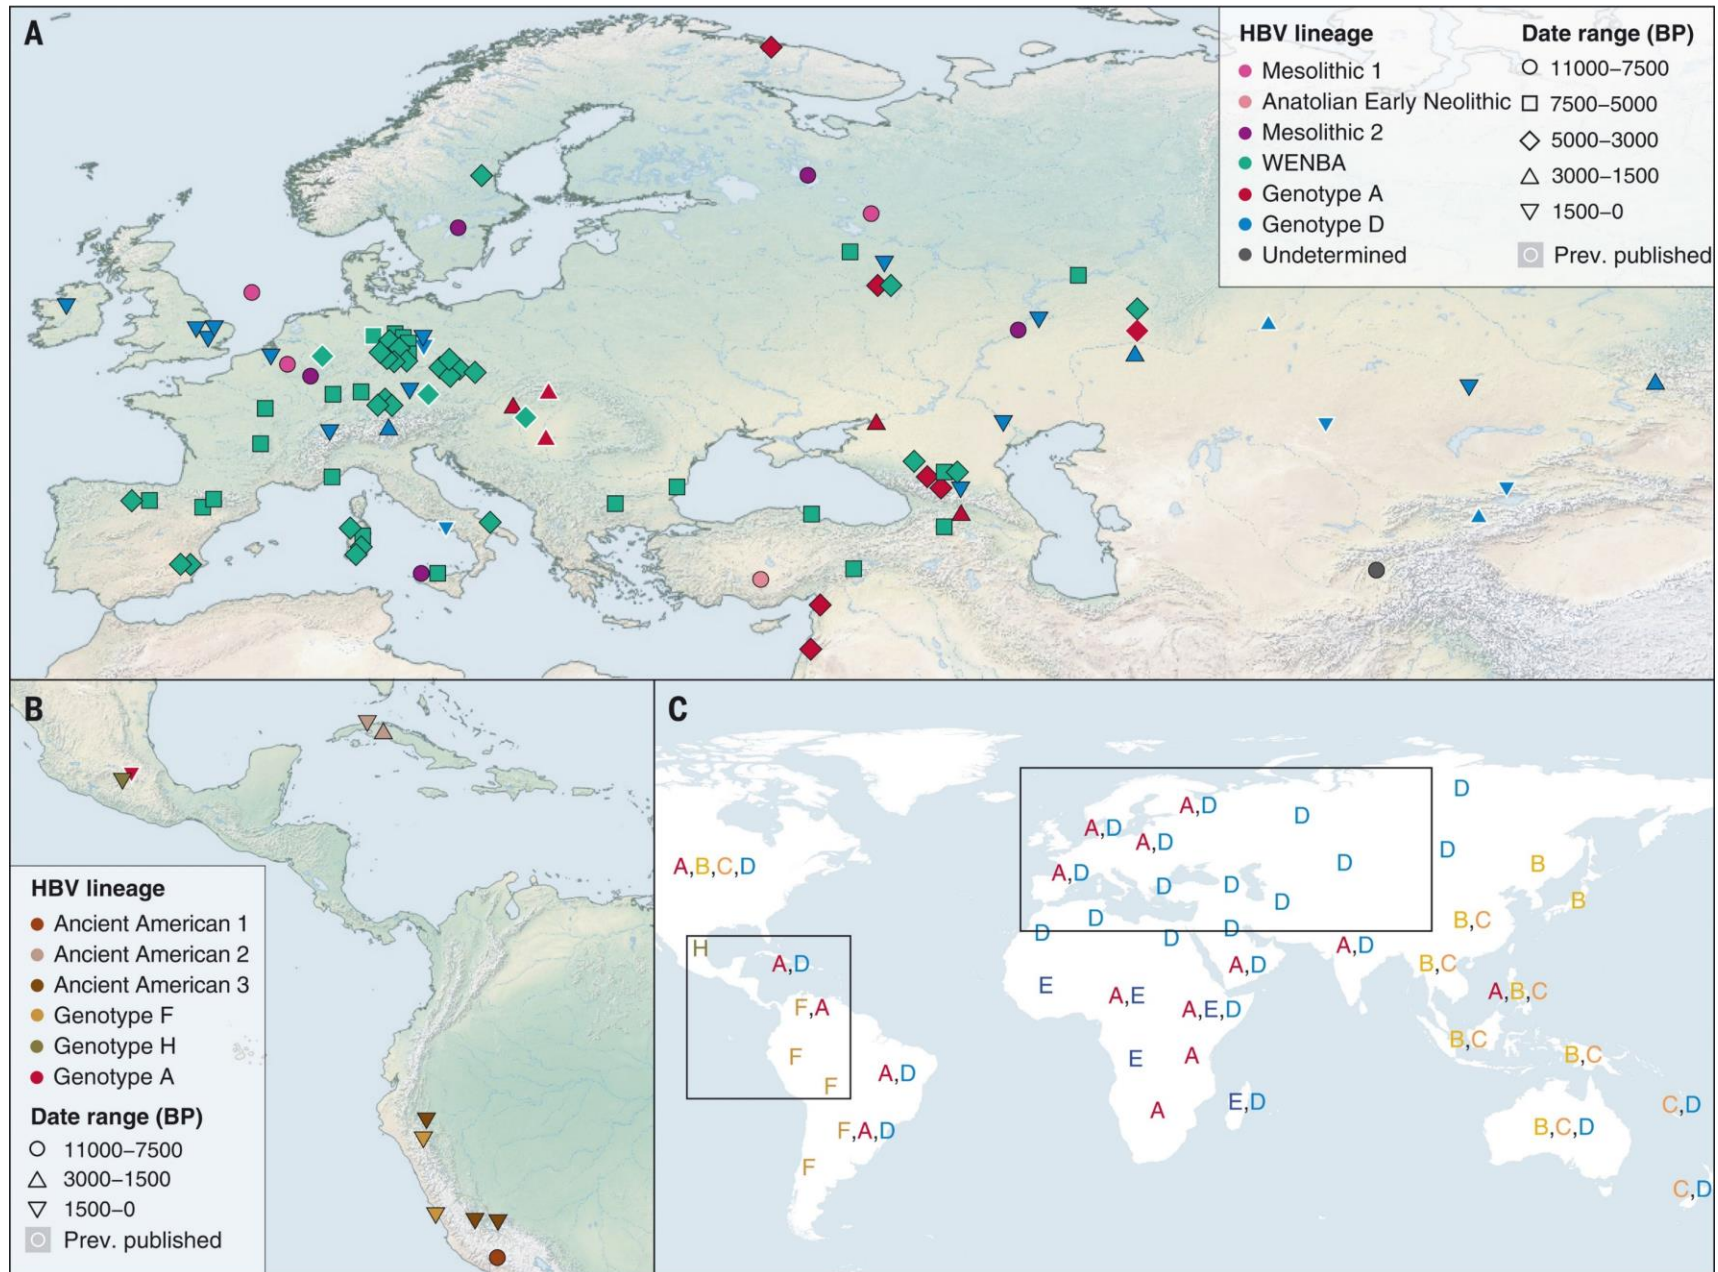 A
HBV lineage
Mesolithic 1
Anatolian Early Neolithic
Mesolithic 2
WENBA
Genotype A
Genotype D
Undetermined
Date range (BP)
11000–7500
7500–5000
5000–3000
3000–1500
1500–0
Prev. published
B
HBV lineage
Ancient American 1
Ancient American 2
Ancient American 3
Genotype F
Genotype H
Genotype A
Date range (BP)
11000–7500
3000–1500
1500–0
Prev. published
C
D
A,D
D
A,D
A,D
D
D
A,B,C,D
A,D
B
D
D
D
B
D
B,C
D
D
D
D
H
A,D
A,D
A,D
B,C
E
A,E
A,B,C
F,A
A,E,D
B,C
F
E
A
B,C
A,D
F
A
E,D
C,D
F,A,D
B,C,D
F
C,D